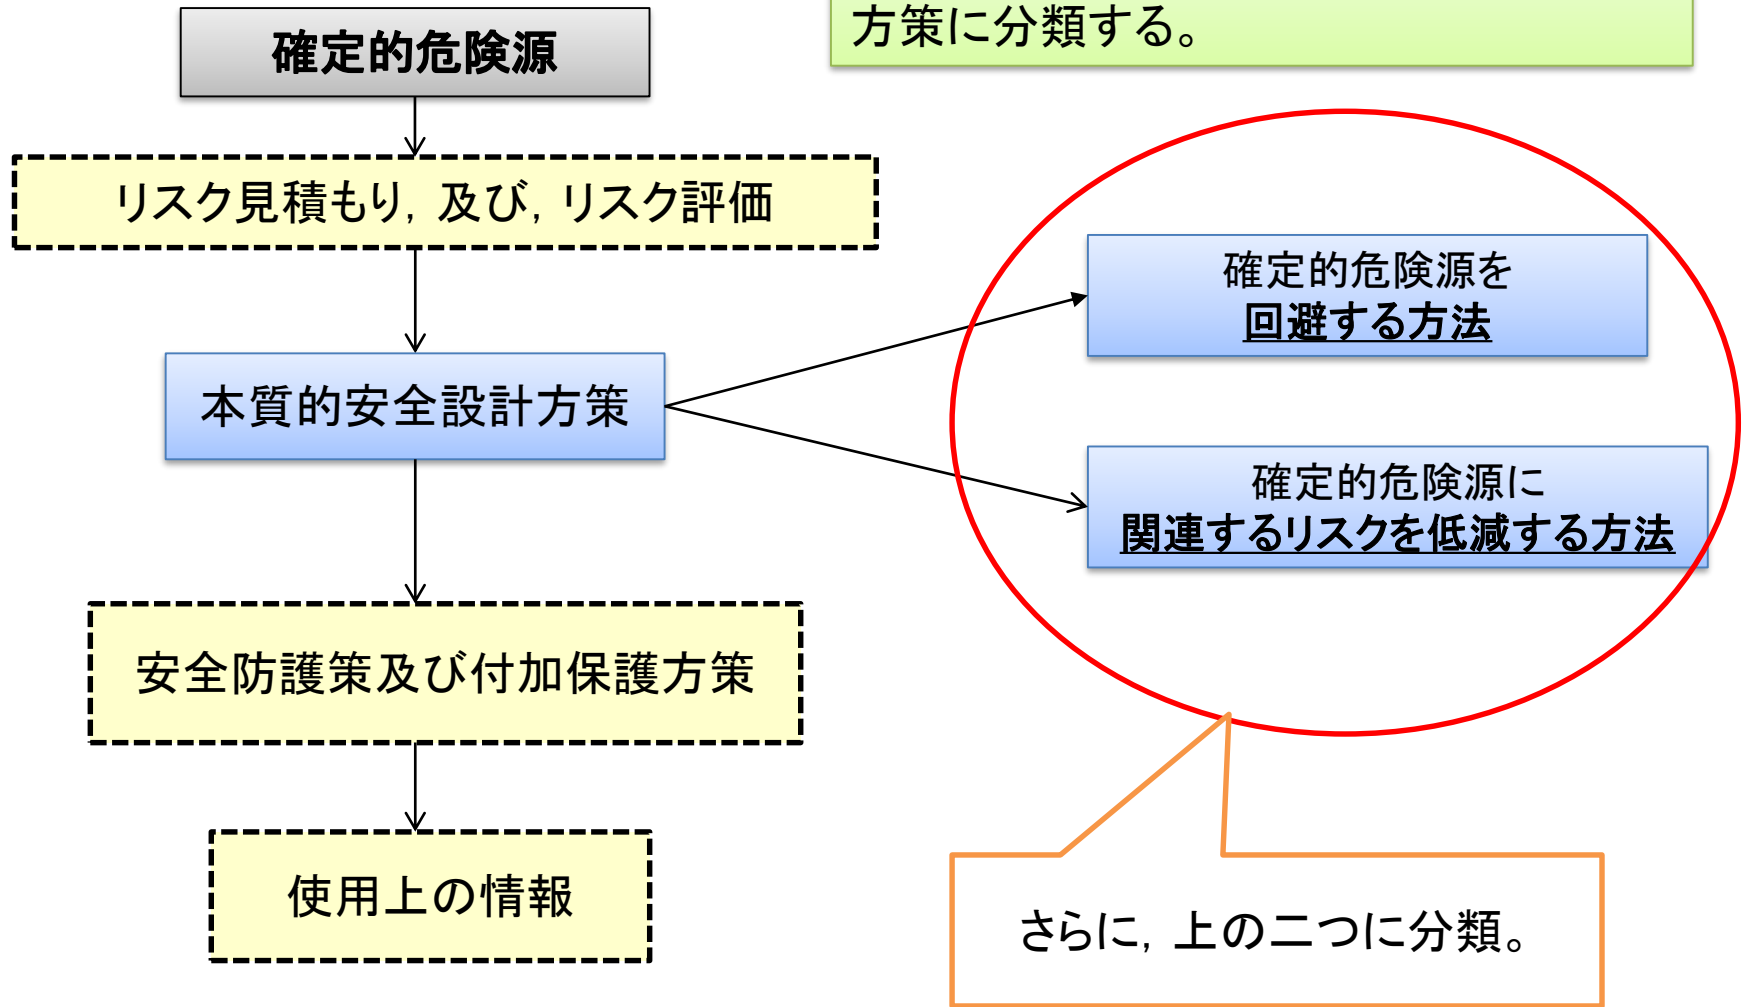 方策に分類する。
確定的危険源
リスク見積もり, 及び, リスク評価
本質的安全設計方策
確定的危険源を
回避する方法
確定的危険源に
関連するリスクを低減する方法
安全防護策及び付加保護方策
使用上の情報
さらに, 上の二つに分類。